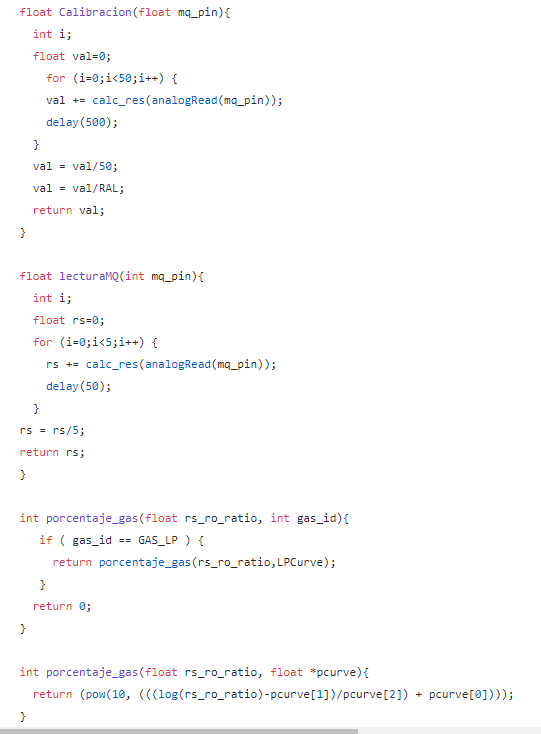 float Calibracion(float mq_pin){
int i;
float val=0;
for (i=0;i<50;i++) {
val += calc_res(analogRead(mq_pin));
delay(500);
}
val = val/50;
val = val/RAL;
return val;
}
float lecturaMQ(int mq_pin){
int i;
float rs=0;
for (i=0;i<5;i++) {
rs += calc_res(analogRead(mq_pin));
delay(50);
}
rs = rs/5;
return rs;
}
int porcentaje_gas(float rs_ro_ratio, int gas_id){
if ( gas_id == GAS_LP ) {
return porcentaje_gas(rs_ro_ratio,LPCurve);
}
return 0;
}
int porcentaje_gas(float rs_ro_ratio, float *pcurve){
return (pow(10, (((log(rs_ro_ratio)-pcurve[1])/pcurve[2]) + pcurve[0])));
}